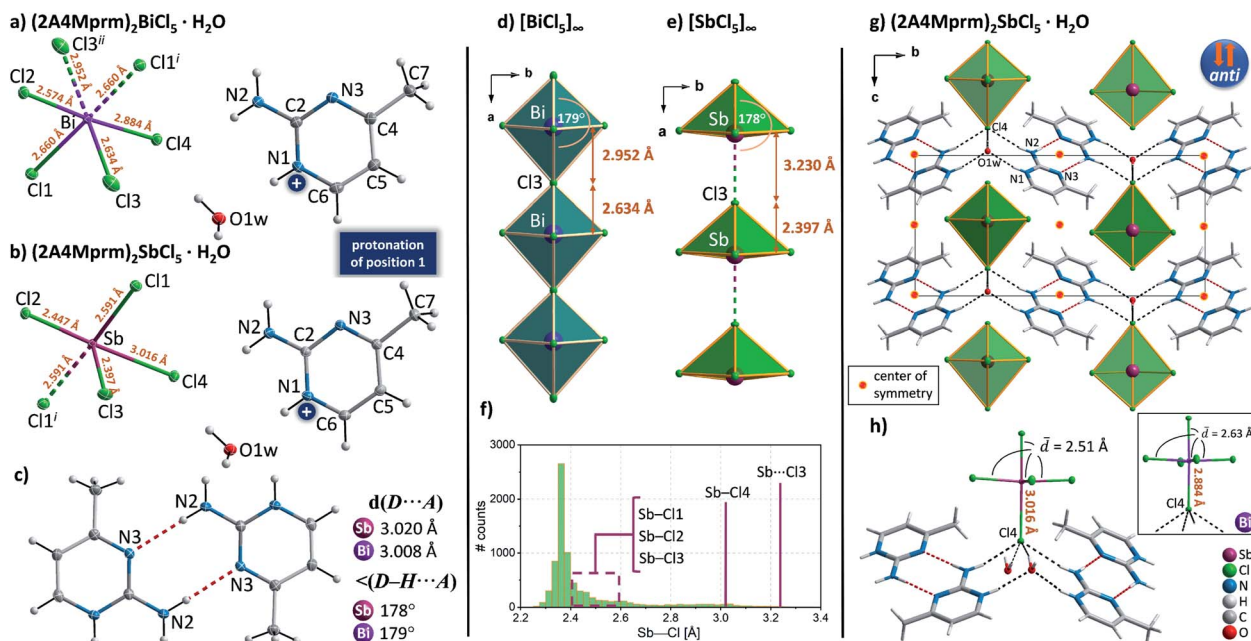 a) (2A4Mprm)₂BiCl₅ · H₂O
Cl3ⁱⁱ
Cl1ⁱ
Cl2
2.952 Å
2.660 Å
2.574 Å
Bi
2.884 Å
Cl4
2.660 Å
2.634 Å
Cl1
Cl3
N2
N3
C7
C2
C4
N1
+
C6
C5
O1w
protonation
of position 1
b) (2A4Mprm)₂SbCl₅ · H₂O
Cl2
Cl1
2.447 Å
2.591 Å
Sb
3.016 Å
2.591 Å
2.397 Å
Cl4
Cl1ⁱ
Cl3
N2
N3
C7
C2
C4
N1
+
C6
C5
O1w
c)
N2
N3
N3
N2
d(D···A)
Sb 3.020 Å
Bi 3.008 Å
<(D–H···A)
Sb 178°
Bi 179°
d) [BiCl₅]∞
b
a
Bi
179°
2.952 Å
Cl3
2.634 Å
Bi
e) [SbCl₅]∞
b
a
Sb
178°
3.230 Å
Cl3
2.397 Å
Sb
f)
3000
2000
1000
0
# counts
Sb–Cl1
Sb–Cl2
Sb–Cl3
Sb–Cl4
Sb···Cl3
2.2 2.4 2.6 2.8 3.0 3.2 3.4
Sb—Cl [Å]
g) (2A4Mprm)₂SbCl₅ · H₂O
b
c
anti
Cl4
N2
O1w
N1
N3
center of
symmetry
h)
d̄ = 2.51 Å
3.016 Å
Cl4
d̄ = 2.63 Å
2.884 Å
Cl4
Bi
Sb
Cl
N
H
C
O